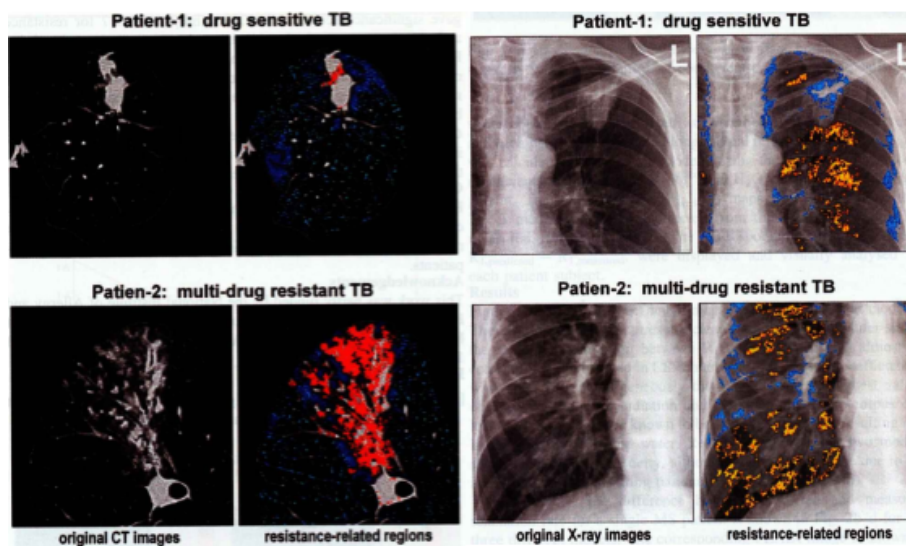 Patient-1: drug sensitive TB
Patient-1: drug sensitive TB
L
L
Patien-2: multi-drug resistant TB
Patien-2: multi-drug resistant TB
original CT images
resistance-related regions
original X-ray images
resistance-related regions